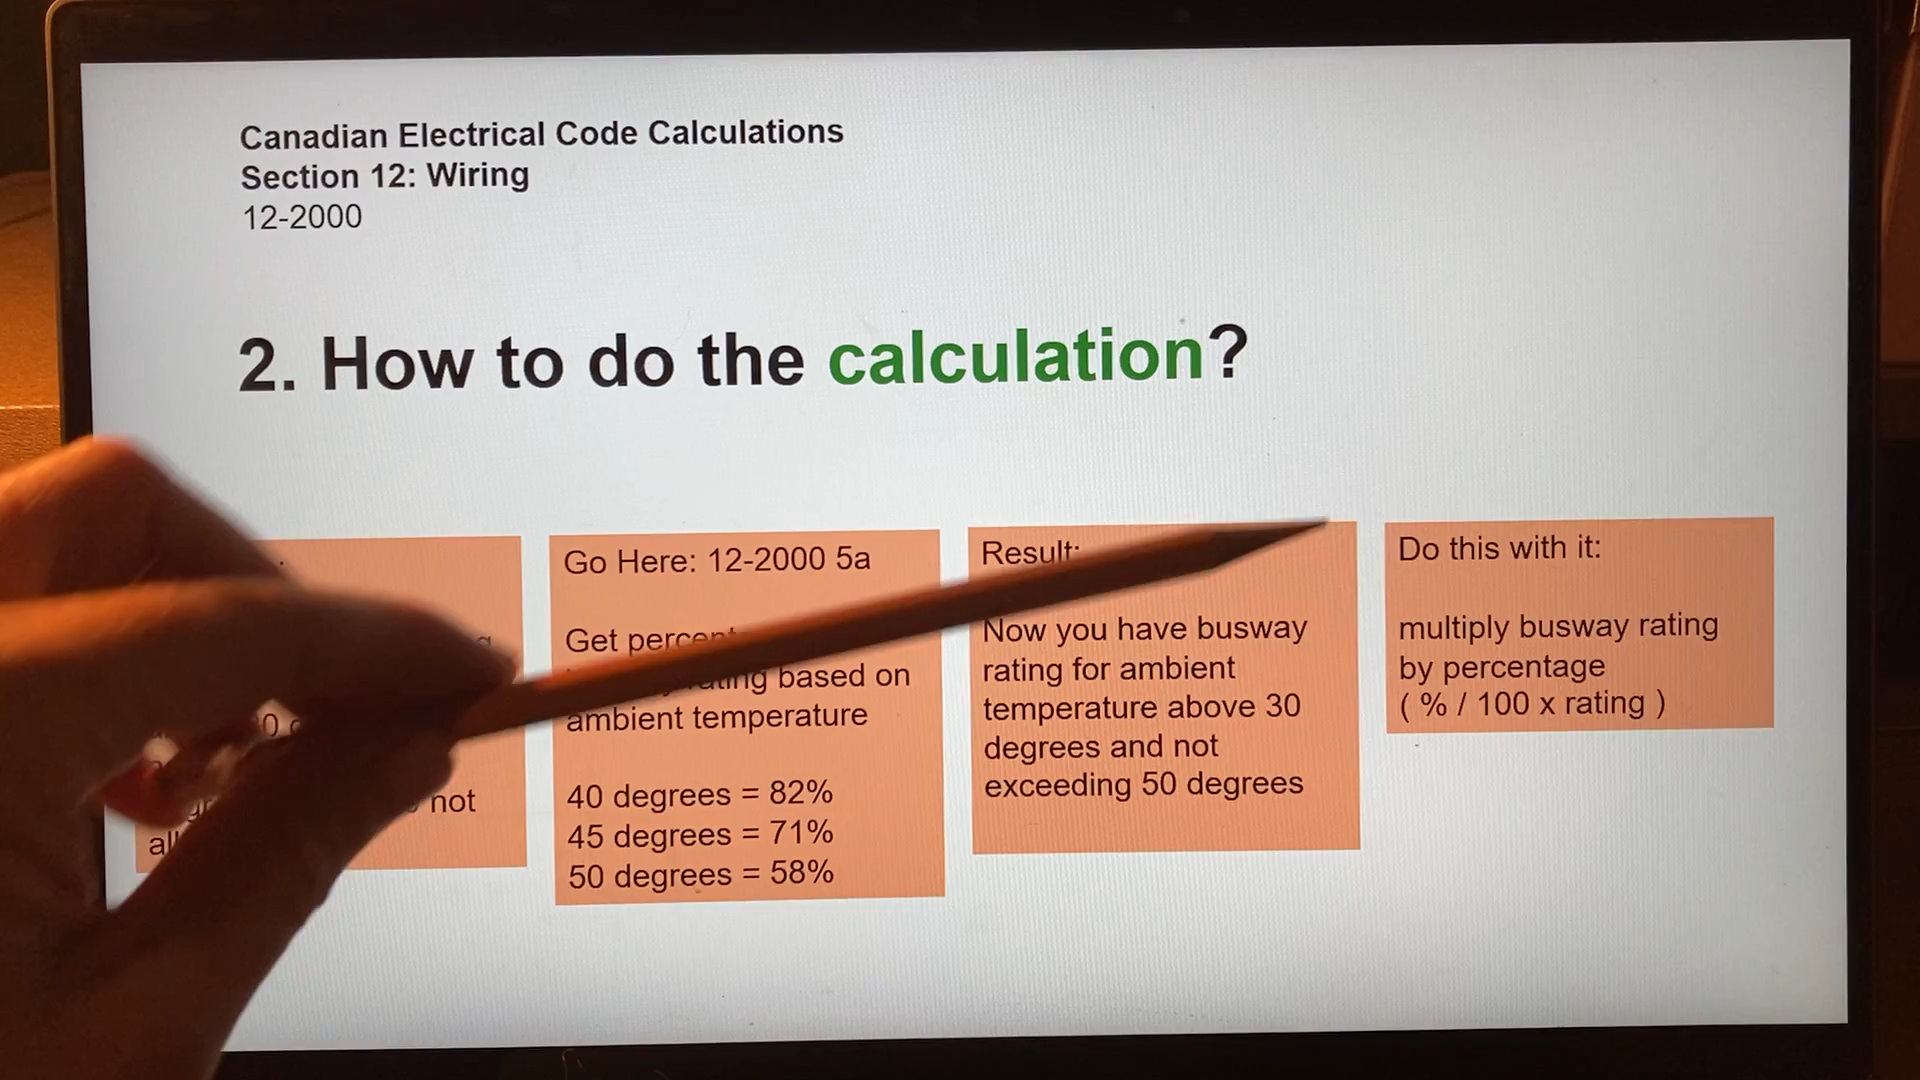 Canadian Electrical Code Calculations
Section 12: Wiring
12-2000
2. How to do the calculation?
not
Go Here: 12-2000 5a
Get
based on
ambient temperature
40 degrees = 82%
45 degrees = 71%
50 degrees = 58%
Result:
Now you have busway
rating for ambient
temperature above 30
degrees and not
exceeding 50 degrees
Do this with it:
multiply busway rating
by percentage
( % / 100 x rating )